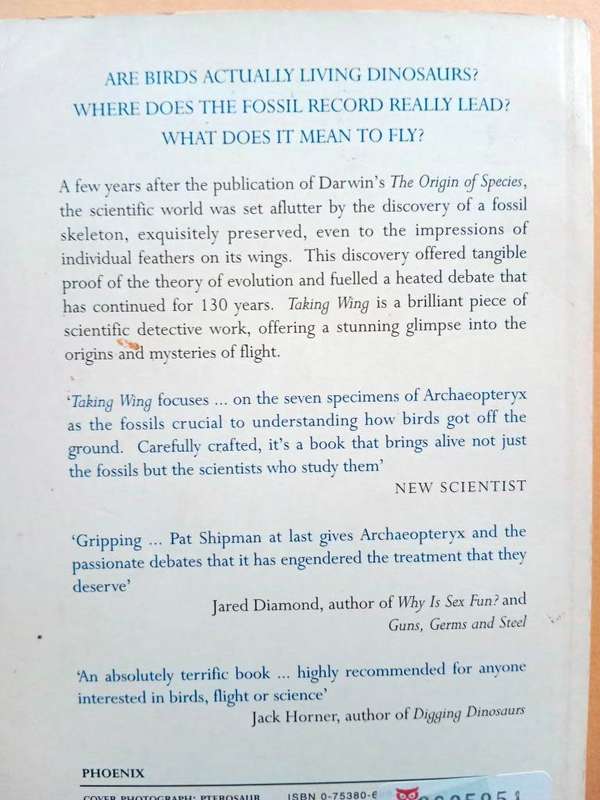 ARE BIRDS ACTUALLY LIVING DINOSAURS?
WHERE DOES THE FOSSIL RECORD REALLY LEAD?
WHAT DOES IT MEAN TO FLY?
A few years after the publication of Darwin's The Origin of Species,
the scientific world was set aflutter by the discovery of a fossil
skeleton, exquisitely preserved, even to the impressions of
individual feathers on its wings. This discovery offered tangible
proof of the theory of evolution and fuelled a heated debate that
has continued for 130 years. Taking Wing is a brilliant piece of
scientific detective work, offering a stunning glimpse into the
origins and mysteries of flight.
‘Taking Wing focuses ... on the seven specimens of Archaeopteryx
as the fossils crucial to understanding how birds got off the
ground. Carefully crafted, it's a book that brings alive not just
the fossils but the scientists who study them’
NEW SCIENTIST
‘Gripping ... Pat Shipman at last gives Archaeopteryx and the
passionate debates that it has engendered the treatment that they
deserve’
Jared Diamond, author of Why Is Sex Fun? and
Guns, Germs and Steel
‘An absolutely terrific book ... highly recommended for anyone
interested in birds, flight or science’
Jack Horner, author of Digging Dinosaurs
PHOENIX
COVER PHOTOGRAPH: PTEROSAUR
ISBN 0-75380-6